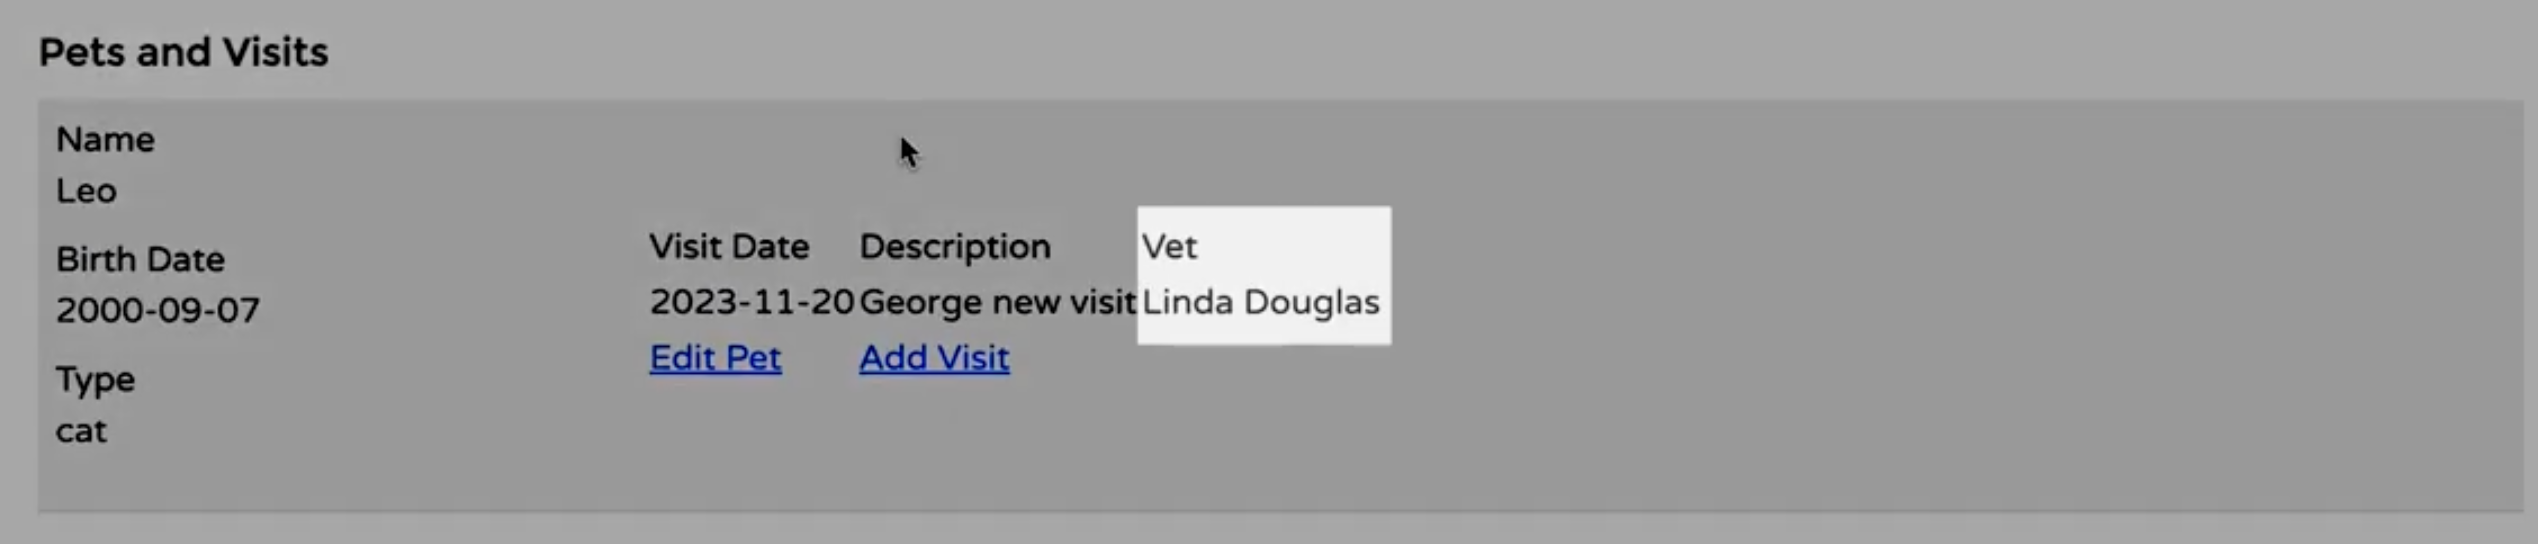 Pets and Visits
Name
Leo
Birth Date
2000-09-07
Type
cat
Visit Date Description Vet
2023-11-20 George new visit Linda Douglas
Edit Pet Add Visit